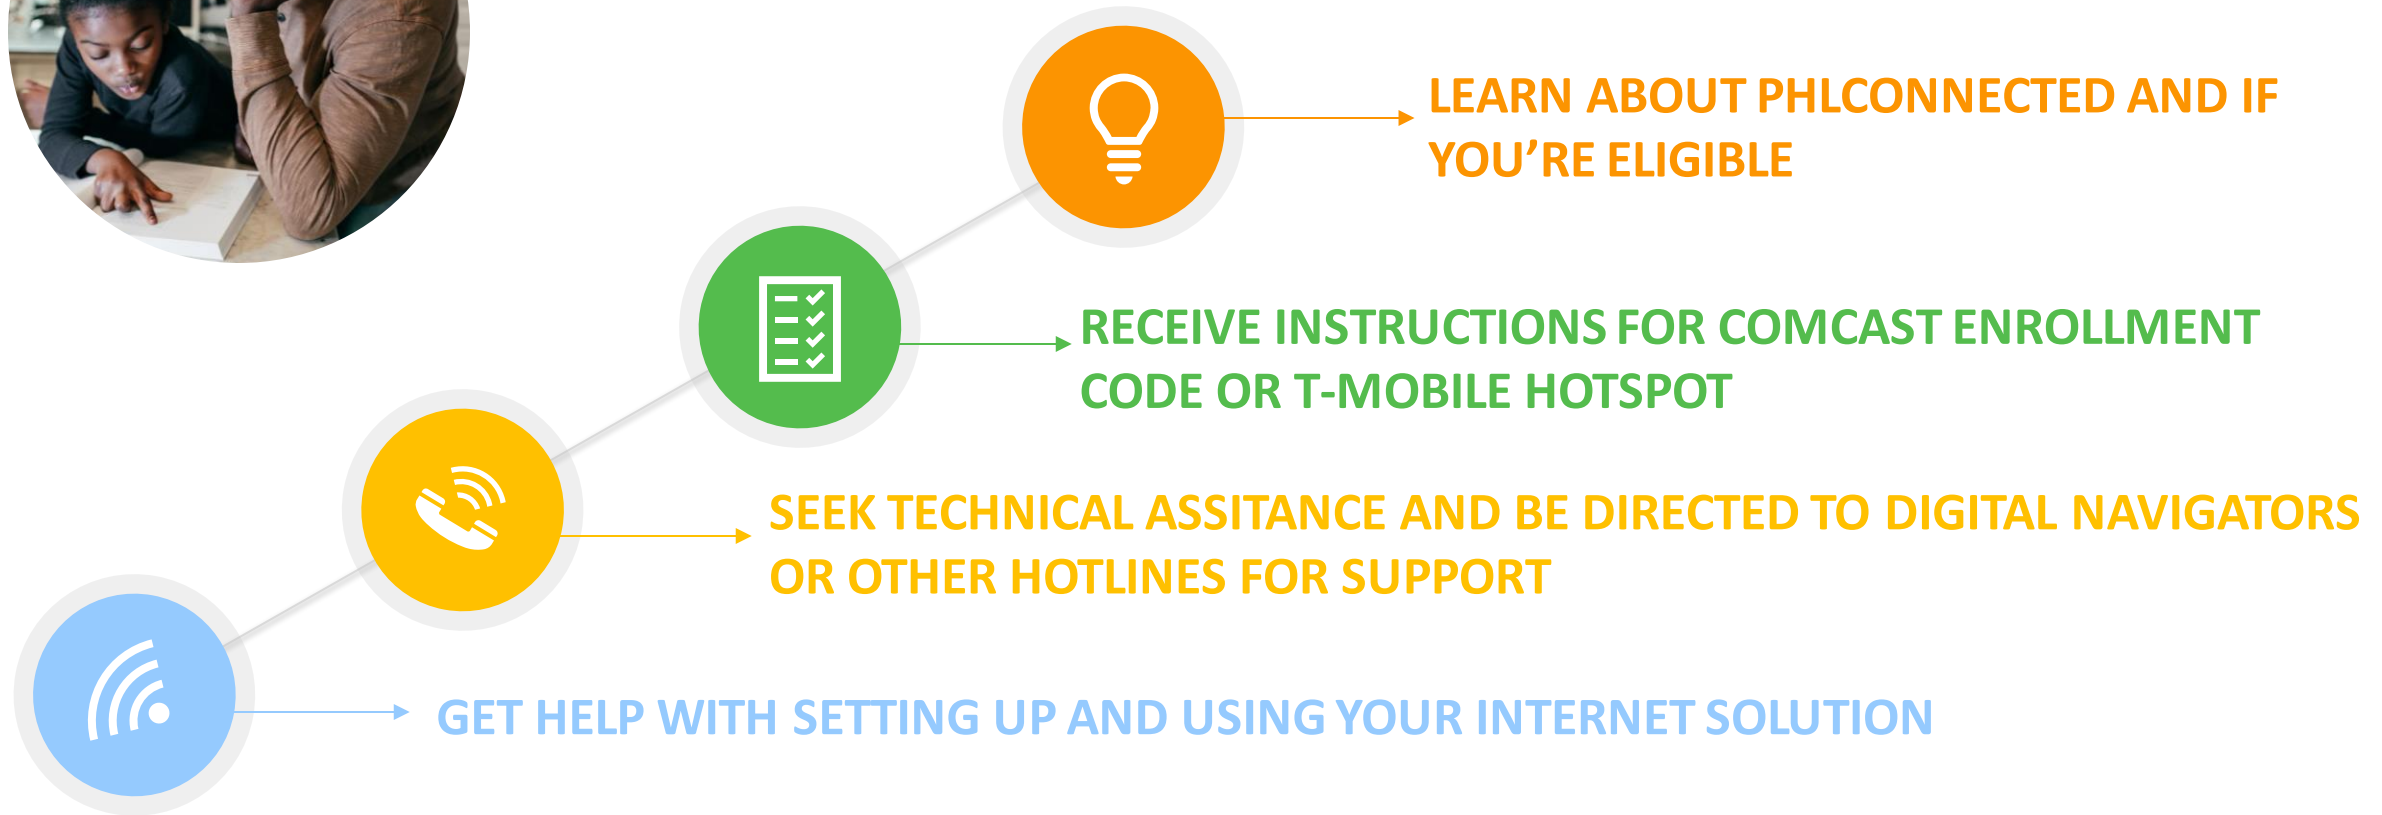 LEARN ABOUT PHLCONNECTED AND IF
YOU’RE ELIGIBLE
RECEIVE INSTRUCTIONS FOR COMCAST ENROLLMENT
CODE OR T-MOBILE HOTSPOT
SEEK TECHNICAL ASSITANCE AND BE DIRECTED TO DIGITAL NAVIGATORS
OR OTHER HOTLINES FOR SUPPORT
GET HELP WITH SETTING UP AND USING YOUR INTERNET SOLUTION